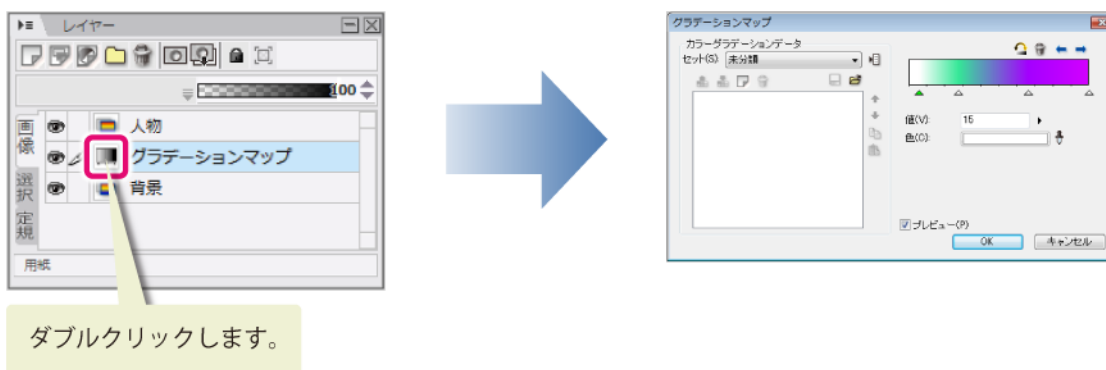 レイヤー
100
画像
選択
定規
人物
グラデーションマップ
背景
用紙
ダブルクリックします。
グラデーションマップ
カラーグラデーションデータ
セット(S) 未分類
値(V): 15
色(C):
プレビュー(P)
OK キャンセル